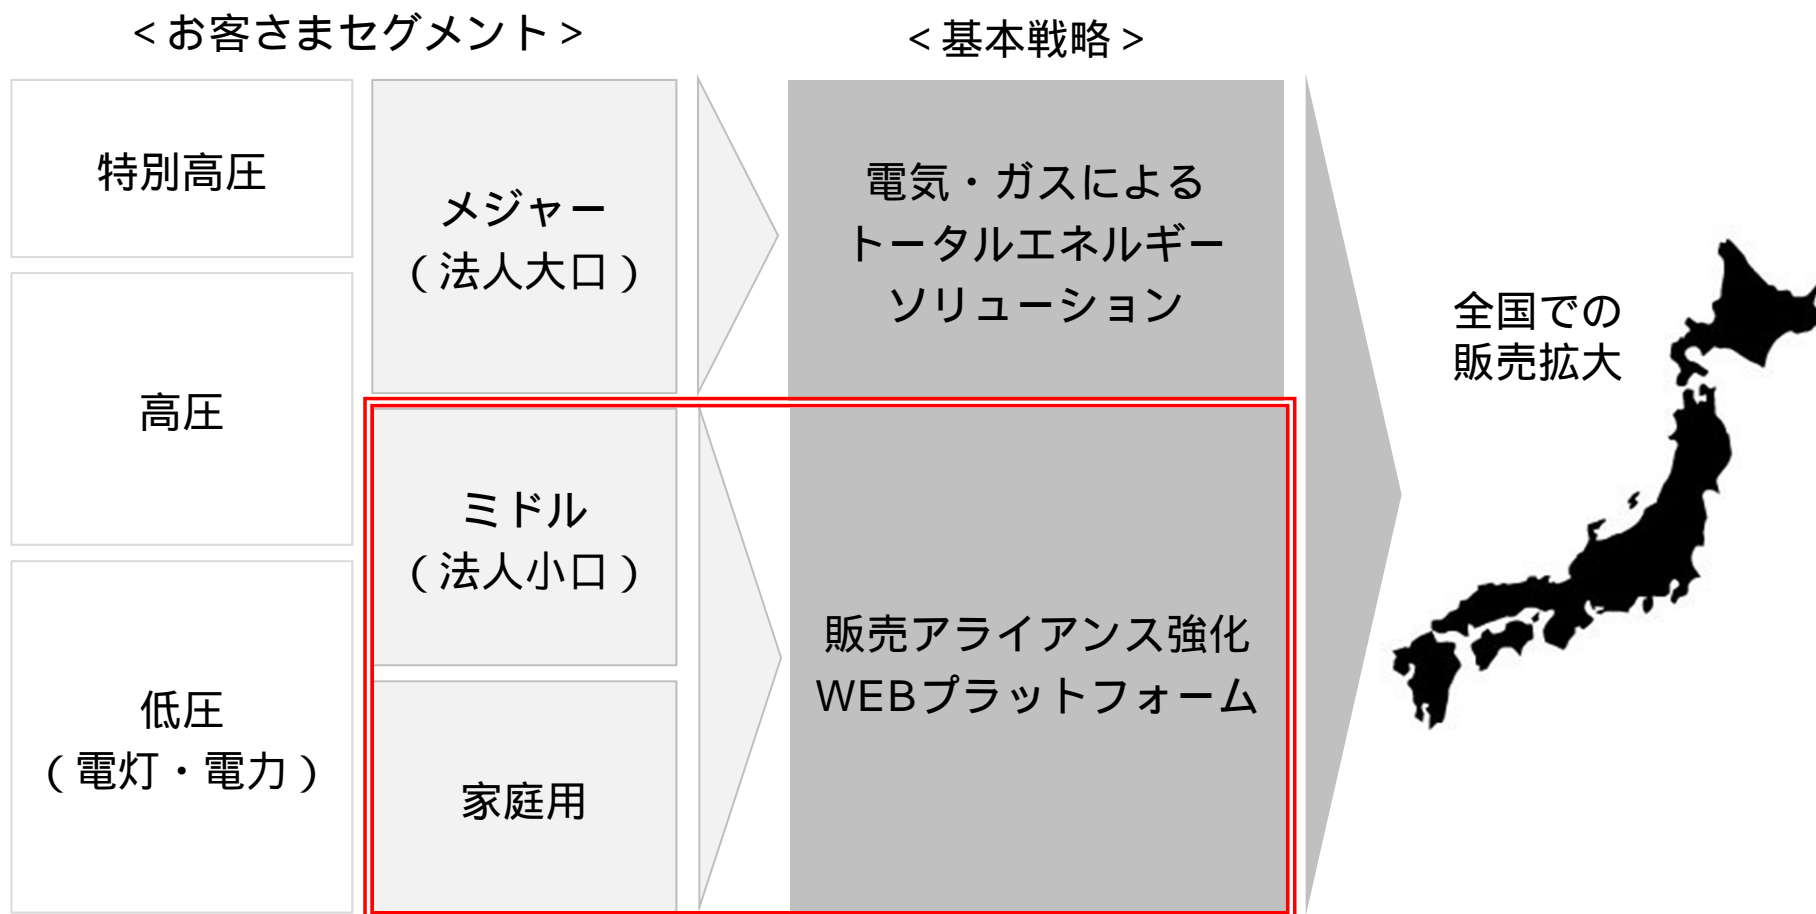 <お客さまセグメント>
<基本戦略>
特別高圧
高圧
低圧
(電灯・電力)
メジャー
(法人大口)
ミドル
(法人小口)
家庭用
電気・ガスによる
トータルエネルギー
ソリューション
販売アライアンス強化
WEBプラットフォーム
全国での
販売拡大